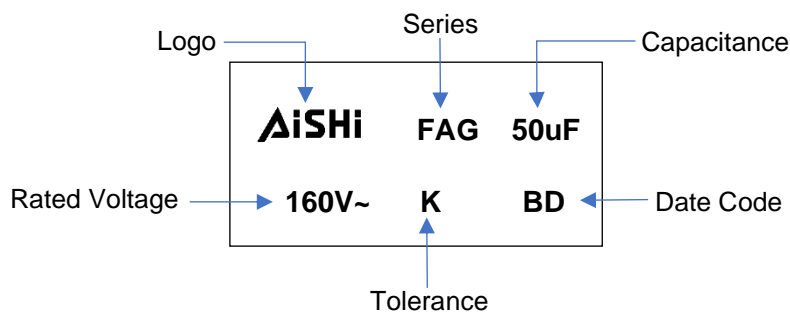 Series
Logo
Capacitance
AiSHi FAG 50uF
Rated Voltage 160V~ K BD Date Code
Tolerance